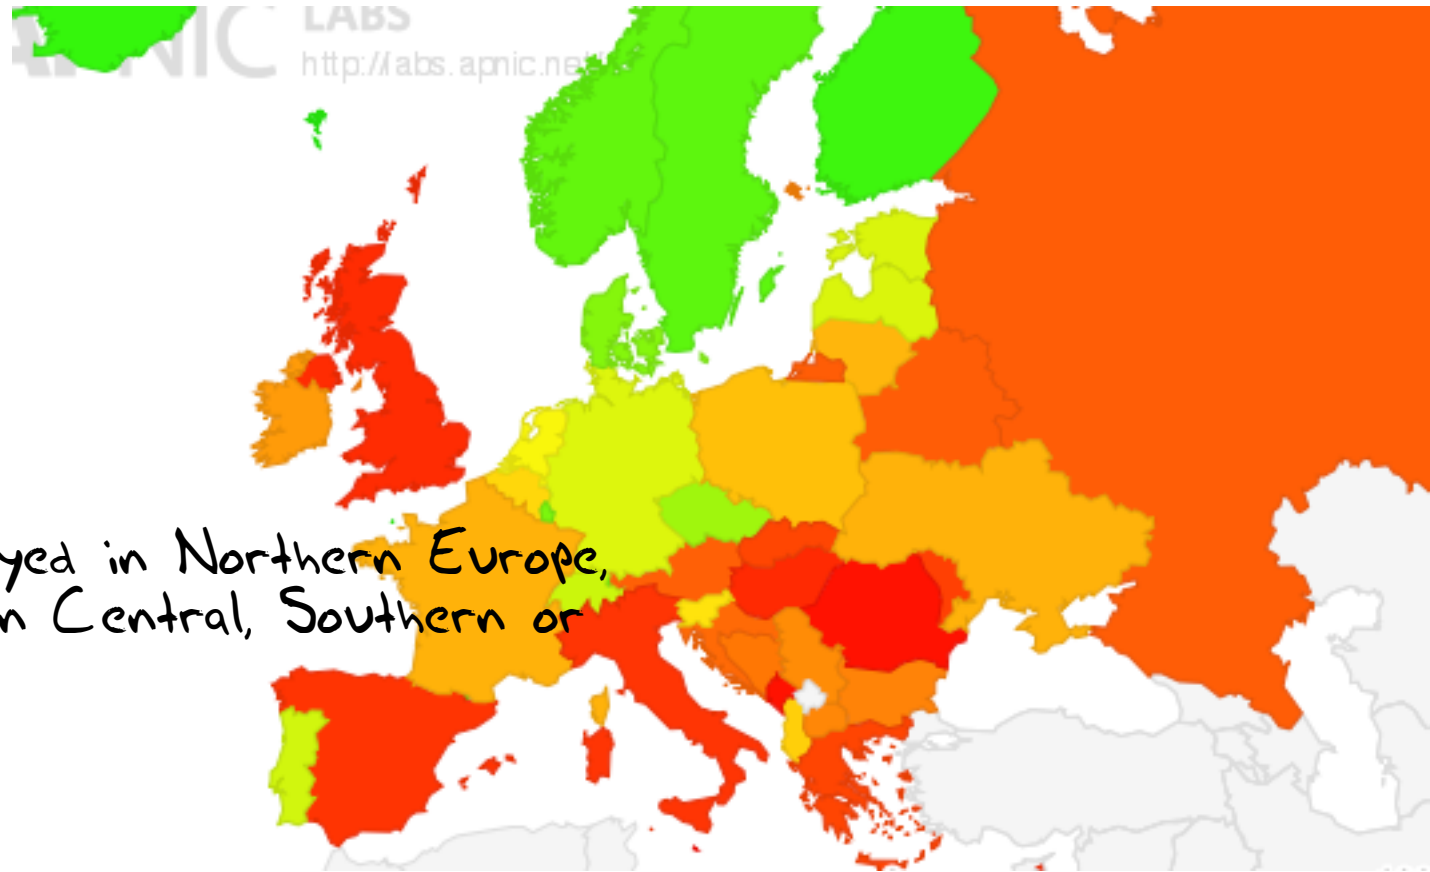 LABS
APNIC
http://labs.apnic.net/
yed in Northern Europe,
n Central, Southern or